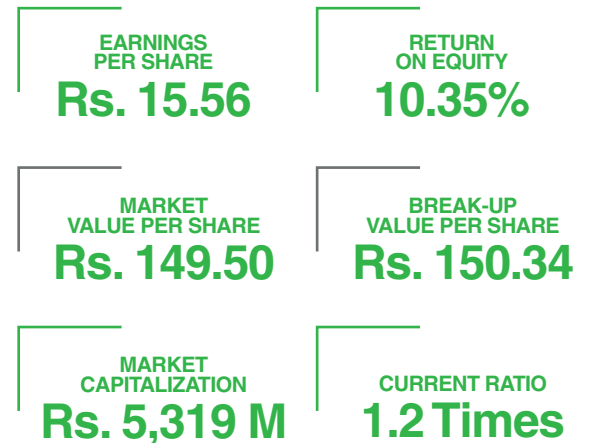 EARNINGS
PER SHARE
Rs. 15.56
RETURN
ON EQUITY
10.35%
MARKET
VALUE PER SHARE
Rs. 149.50
BREAK-UP
VALUE PER SHARE
Rs. 150.34
MARKET
CAPITALIZATION
Rs. 5,319 M
CURRENT RATIO
1.2 Times